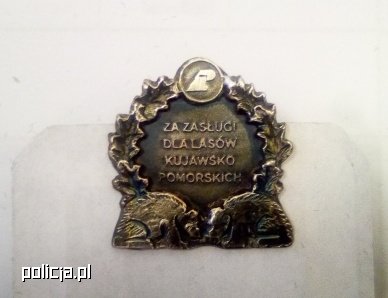 ZA ZASŁUGI
DLA LASÓW
KUJAWSKO
POMORSKICH
policja.pl